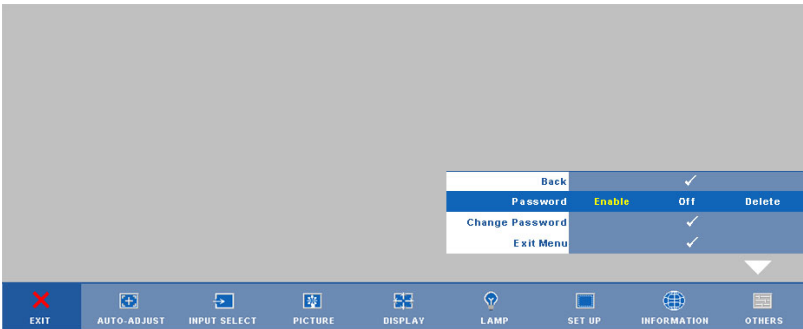 Back
Password Enable Off Delete
Change Password
Exit Menu
EXIT AUTO-ADJUST INPUT SELECT PICTURE DISPLAY LAMP SET UP INFORMATION OTHERS